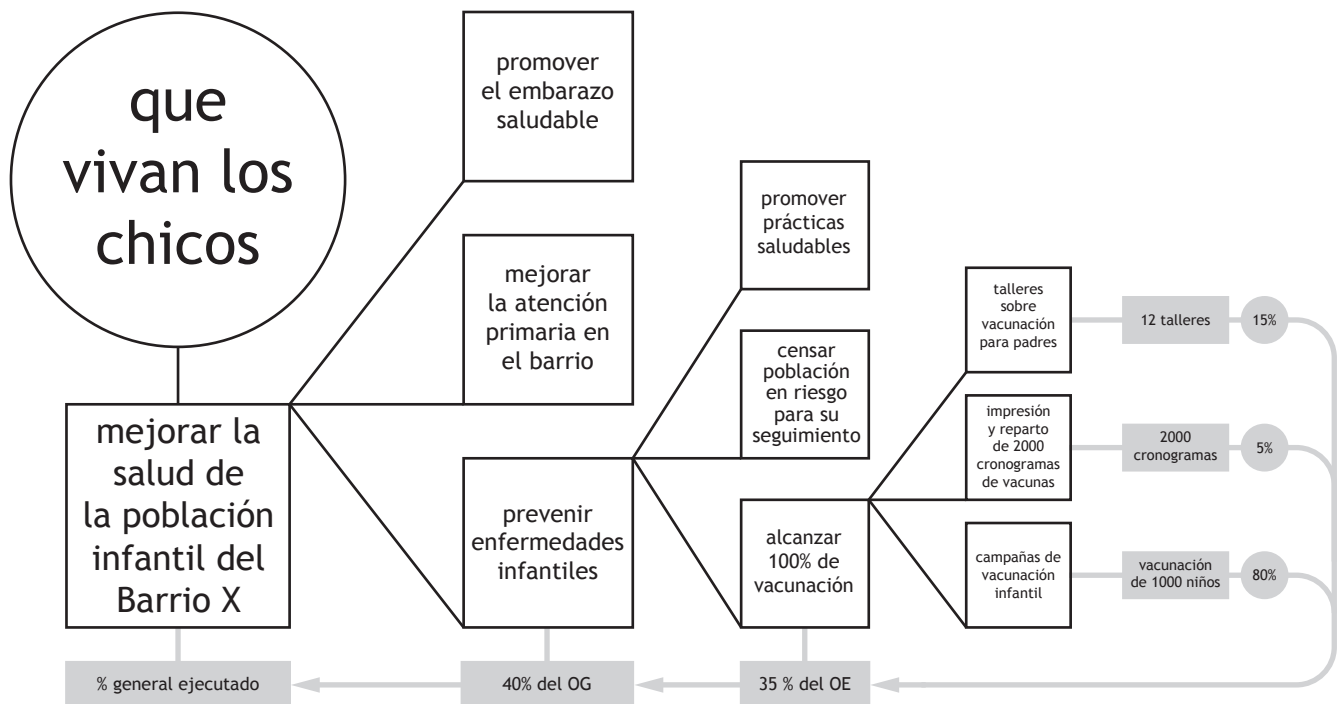 que
vivan los
chicos
mejorar la
salud de
la población
infantil del
Barrio X
% general ejecutado
promover
el embarazo
saludable
mejorar
la atención
primaria en
el barrio
prevenir
enfermedades
infantiles
40% del OG
promover
prácticas
saludables
censar
población
en riesgo
para su
seguimiento
alcanzar
100% de
vacunación
35 % del OE
talleres
sobre
vacunación
para padres
12 talleres
15%
impresión
y reparto
de 2000
cronogramas
de vacunas
2000
cronogramas
5%
campañas de
vacunación
infantil
vacunación
de 1000 niños
80%